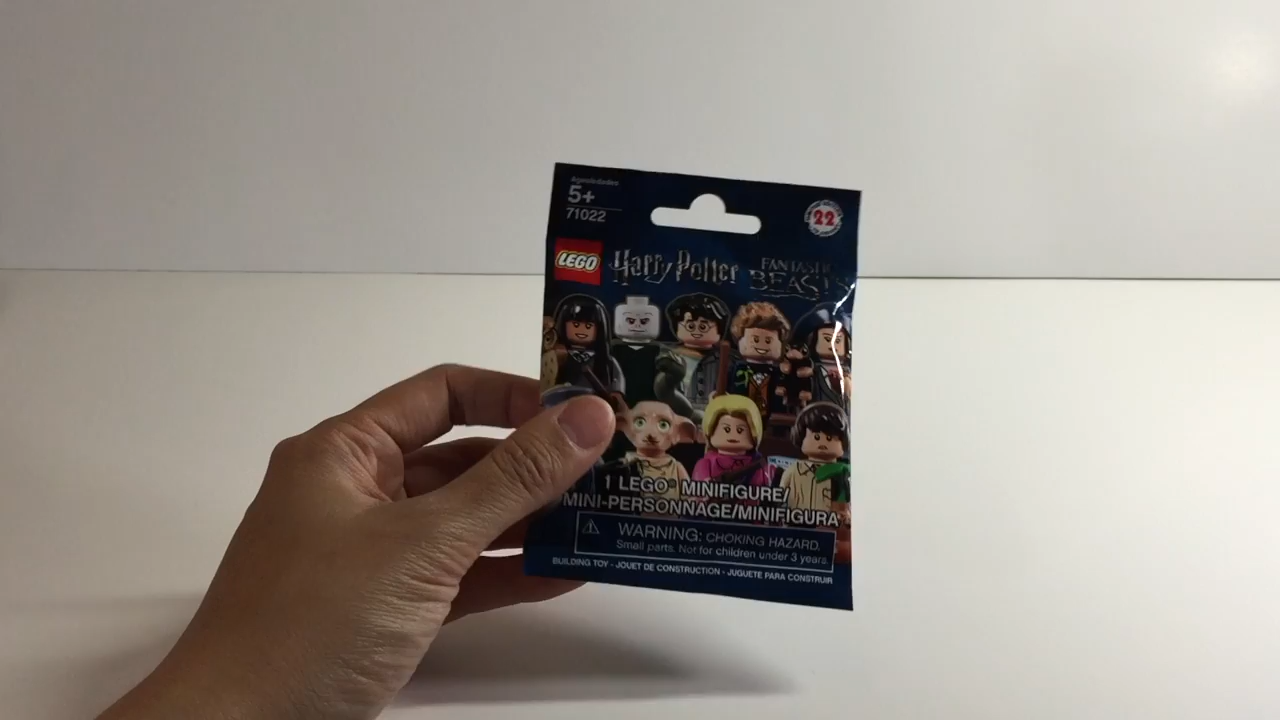 Ages/edades
5+
71022
22
LEGO Harry Potter FANTASTIC BEASTS
1 LEGO® MINIFIGURE/
MINI-PERSONNAGE/MINIFIGURA
WARNING: CHOKING HAZARD.
Small parts. Not for children under 3 years.
BUILDING TOY - JOUET DE CONSTRUCTION - JUGUETE PARA CONSTRUIR